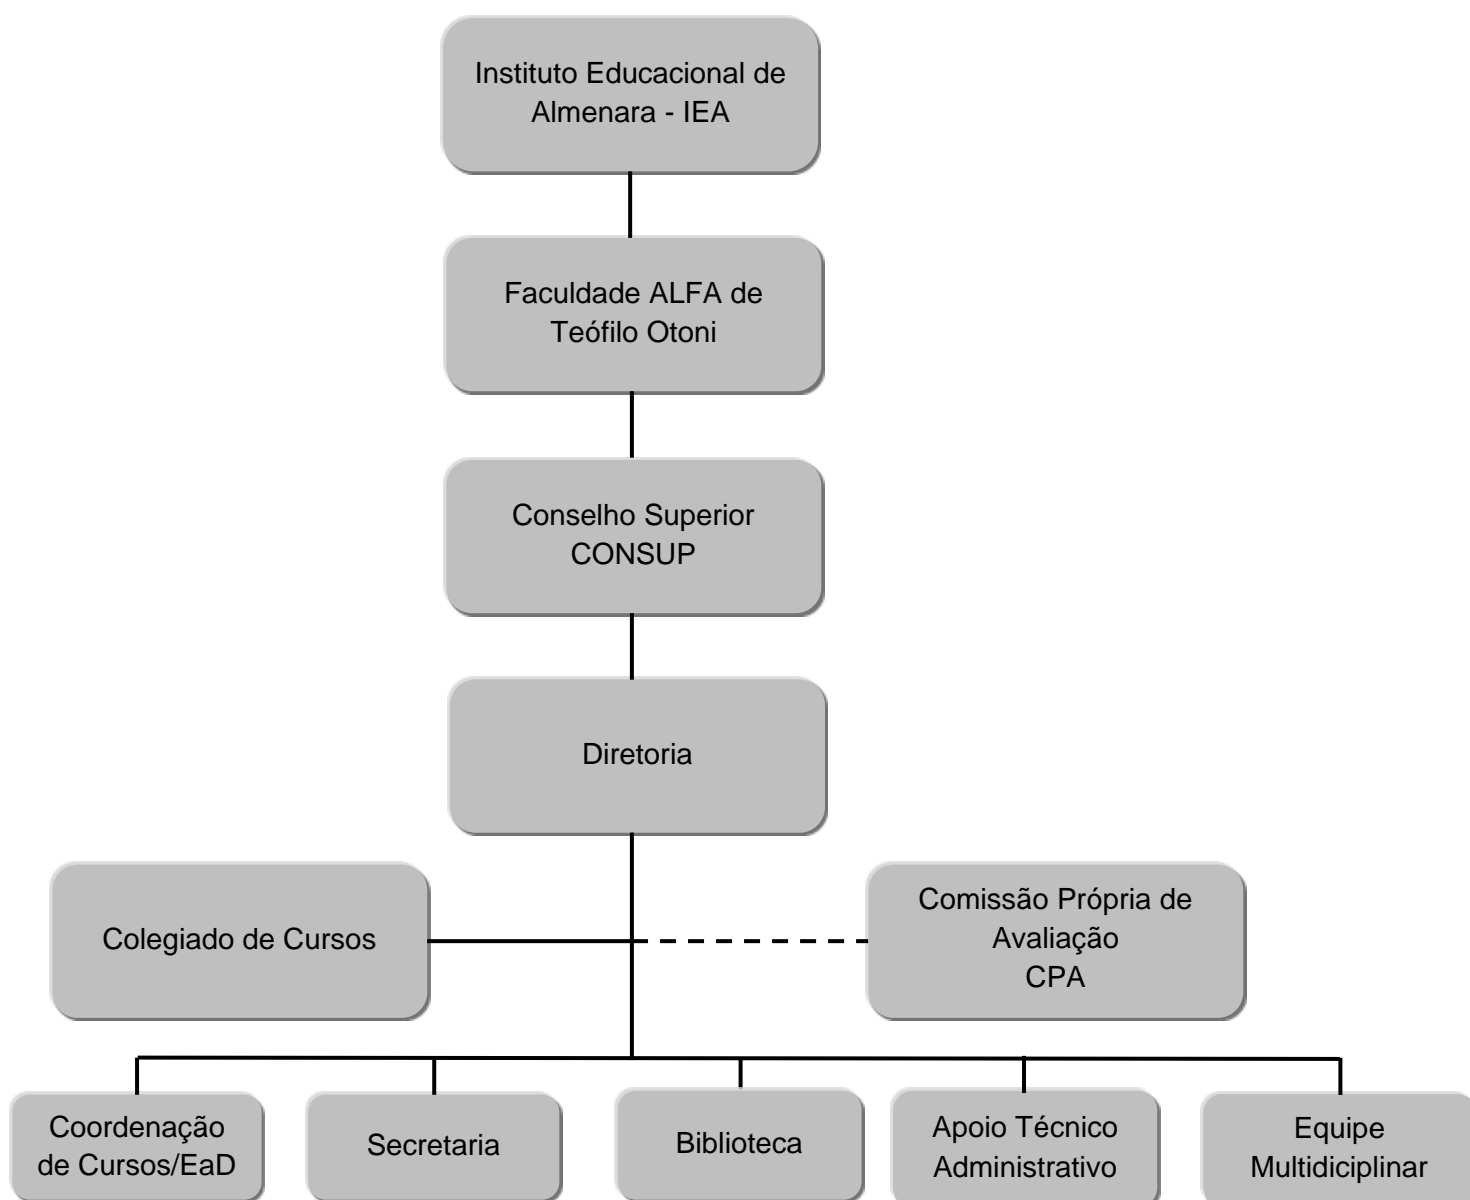 Instituto Educacional de
Almenara - IEA
Faculdade ALFA de
Teófilo Otoni
Conselho Superior
CONSUP
Diretoria
Colegiado de Cursos
Comissão Própria de
Avaliação
CPA
Coordenação
de Cursos/EaD
Secretaria
Biblioteca
Apoio Técnico
Administrativo
Equipe
Multidiciplinar